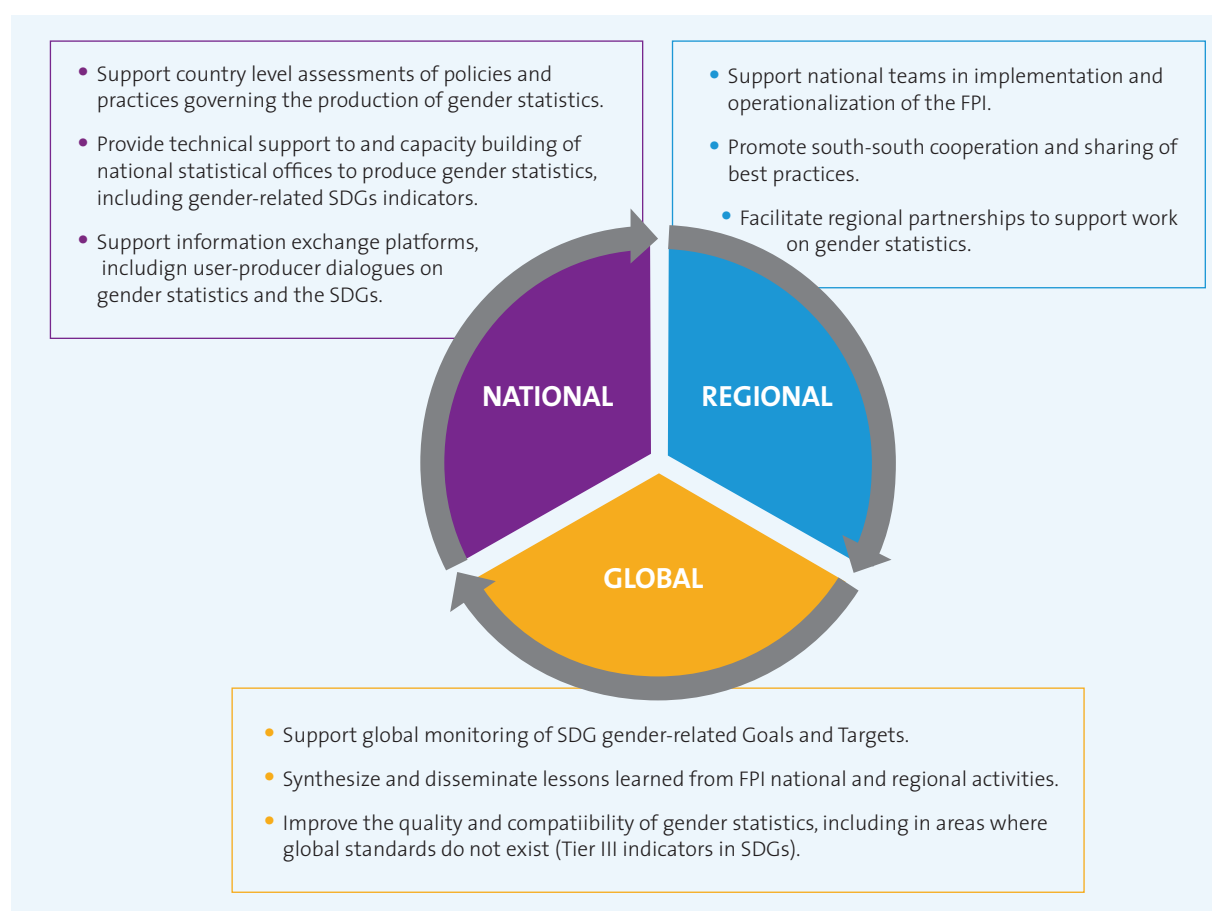 • Support country level assessments of policies and
practices governing the production of gender statistics.
• Provide technical support to and capacity building of
national statistical offices to produce gender statistics,
including gender-related SDGs indicators.
• Support information exchange platforms,
includign user-producer dialogues on
gender statistics and the SDGs.
• Support national teams in implementation and
operationalization of the FPI.
• Promote south-south cooperation and sharing of
best practices.
• Facilitate regional partnerships to support work
on gender statistics.
NATIONAL
REGIONAL
GLOBAL
• Support global monitoring of SDG gender-related Goals and Targets.
• Synthesize and disseminate lessons learned from FPI national and regional activities.
• Improve the quality and compatiibility of gender statistics, including in areas where
global standards do not exist (Tier III indicators in SDGs).